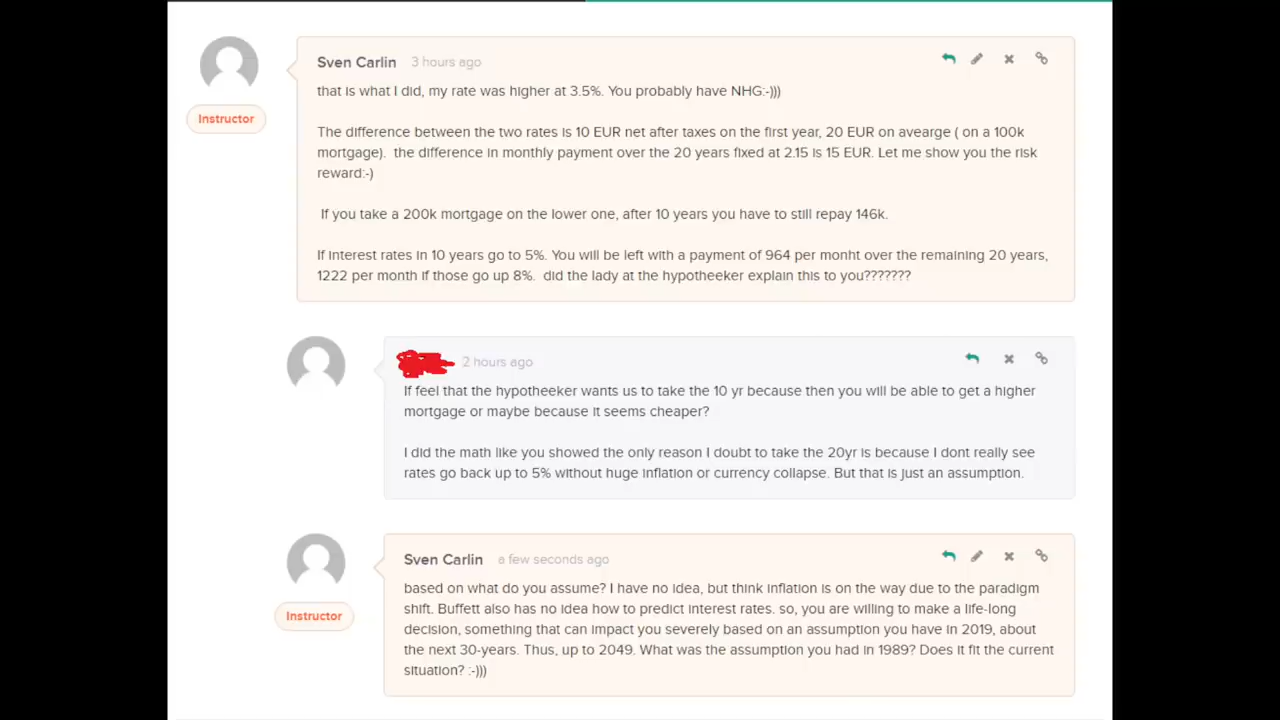 Sven Carlin 3 hours ago
Instructor
that is what I did, my rate was higher at 3.5%. You probably have NHG:-)))
The difference between the two rates is 10 EUR net after taxes on the first year, 20 EUR on avearge ( on a 100k
mortgage).  the difference in monthly payment over the 20 years fixed at 2.15 is 15 EUR. Let me show you the risk
reward:-)
If you take a 200k mortgage on the lower one, after 10 years you have to still repay 146k.
If interest rates in 10 years go to 5%. You will be left with a payment of 964 per monht over the remaining 20 years,
1222 per month if those go up 8%.  did the lady at the hypotheeker explain this to you???????
2 hours ago
If feel that the hypotheeker wants us to take the 10 yr because then you will be able to get a higher
mortgage or maybe because it seems cheaper?
I did the math like you showed the only reason I doubt to take the 20yr is because I dont really see
rates go back up to 5% without huge inflation or currency collapse. But that is just an assumption.
Sven Carlin a few seconds ago
Instructor
based on what do you assume? I have no idea, but think inflation is on the way due to the paradigm
shift. Buffett also has no idea how to predict interest rates. so, you are willing to make a life-long
decision, something that can impact you severely based on an assumption you have in 2019, about
the next 30-years. Thus, up to 2049. What was the assumption you had in 1989? Does it fit the current
situation? :-)))